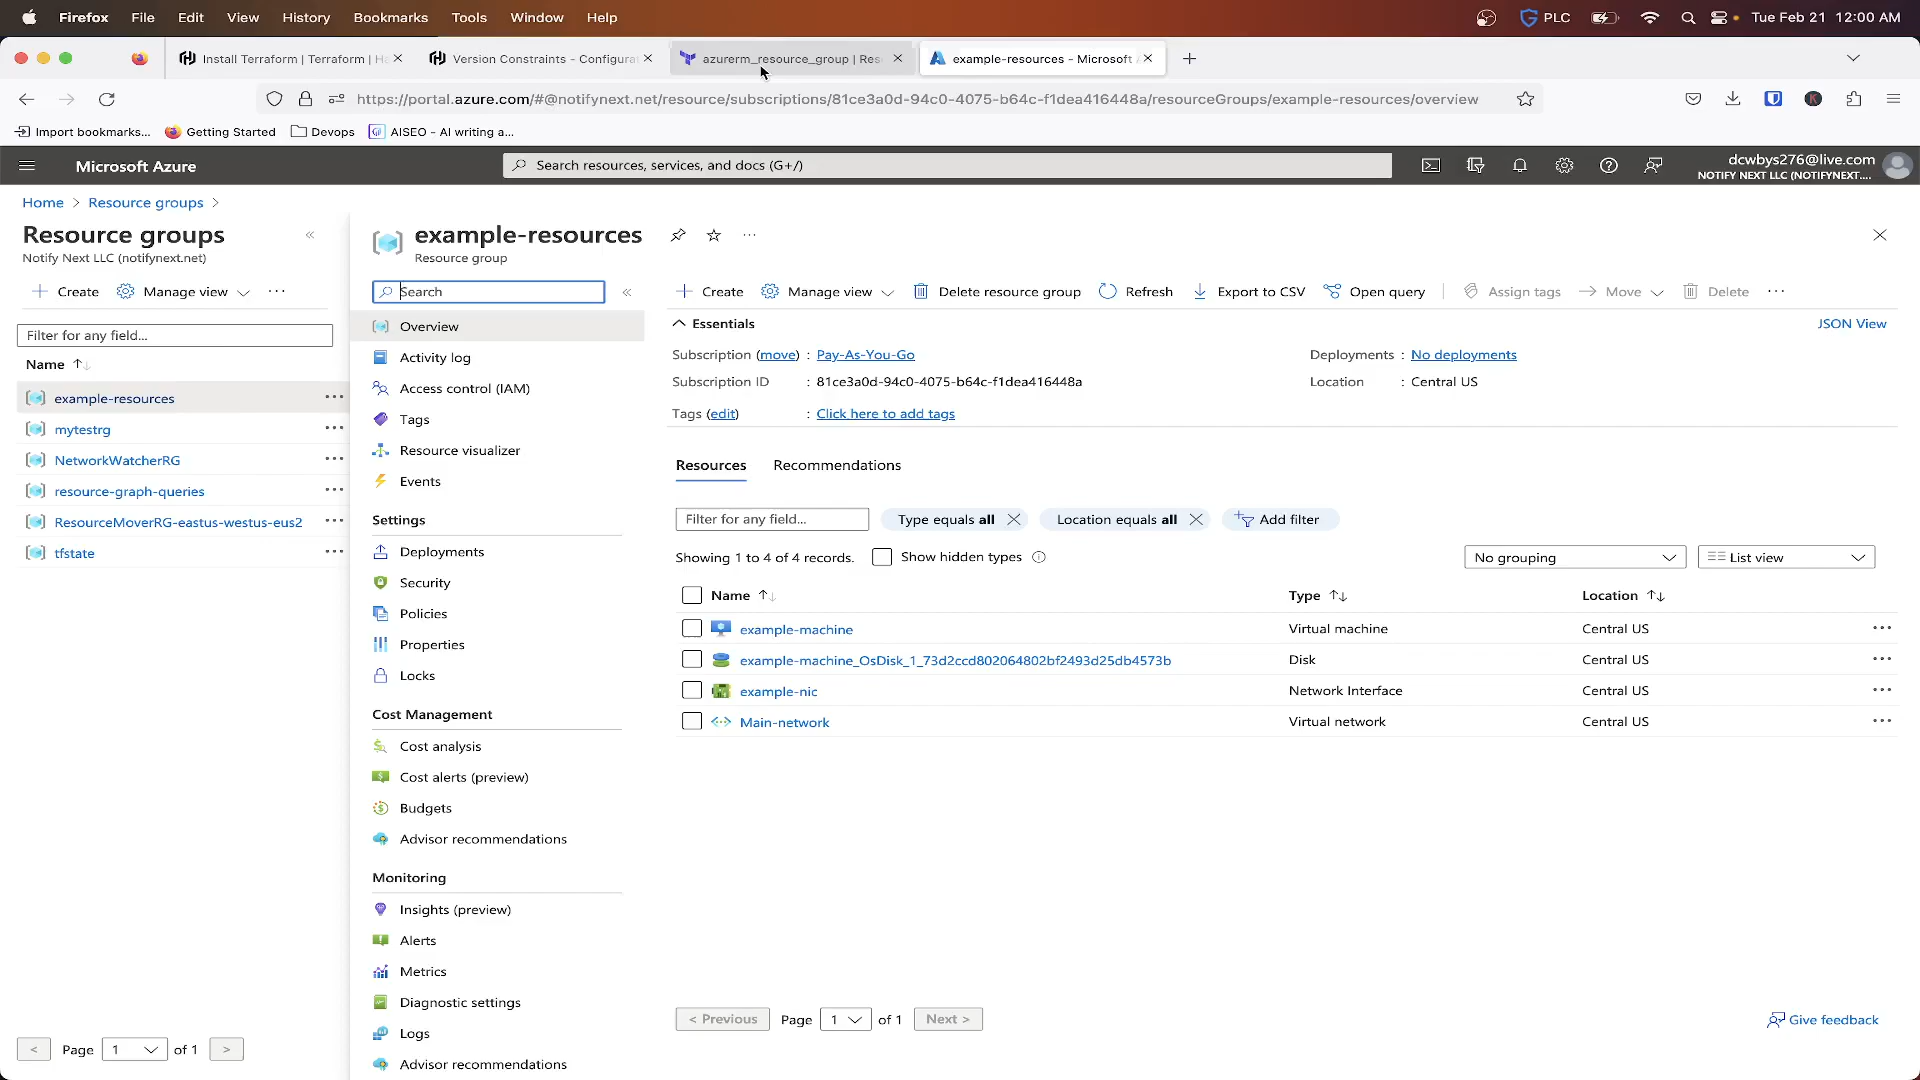 Firefox File Edit View History Bookmarks Tools Window Help PLC Tue Feb 21 12:00 AM
Install Terraform | Terraform | Ha
Version Constraints - Configurat
azurerm_resource_group | Res
example-resources - Microsoft A
https://portal.azure.com/#@notifynext.net/resource/subscriptions/81ce3a0d-94c0-4075-b64c-f1dea416448a/resourceGroups/example-resources/overview
Import bookmarks... Getting Started Devops AISEO - AI writing a...
Microsoft Azure
Search resources, services, and docs (G+/)
dcwbys276@live.com
NOTIFY NEXT LLC (NOTIFYNEXT....
Home > Resource groups >
Resource groups
Notify Next LLC (notifynext.net)
Create Manage view ...
Filter for any field...
Name
example-resources
mytestrg
NetworkWatcherRG
resource-graph-queries
ResourceMoverRG-eastus-westus-eus2
tfstate
< Page 1 of 1 >
example-resources
Resource group
Search
Overview
Activity log
Access control (IAM)
Tags
Resource visualizer
Events
Settings
Deployments
Security
Policies
Properties
Locks
Cost Management
Cost analysis
Cost alerts (preview)
Budgets
Advisor recommendations
Monitoring
Insights (preview)
Alerts
Metrics
Diagnostic settings
Logs
Advisor recommendations
Create Manage view Delete resource group Refresh Export to CSV Open query Assign tags Move Delete ...
Essentials
JSON View
Subscription (move) : Pay-As-You-Go
Deployments : No deployments
Subscription ID : 81ce3a0d-94c0-4075-b64c-f1dea416448a
Location : Central US
Tags (edit) : Click here to add tags
Resources Recommendations
Filter for any field... Type equals all Location equals all Add filter
Showing 1 to 4 of 4 records. Show hidden types
No grouping List view
Name Type Location
example-machine Virtual machine Central US
example-machine_OsDisk_1_73d2ccd802064802bf2493d25db4573b Disk Central US
example-nic Network Interface Central US
Main-network Virtual network Central US
< Previous Page 1 of 1 Next >
Give feedback